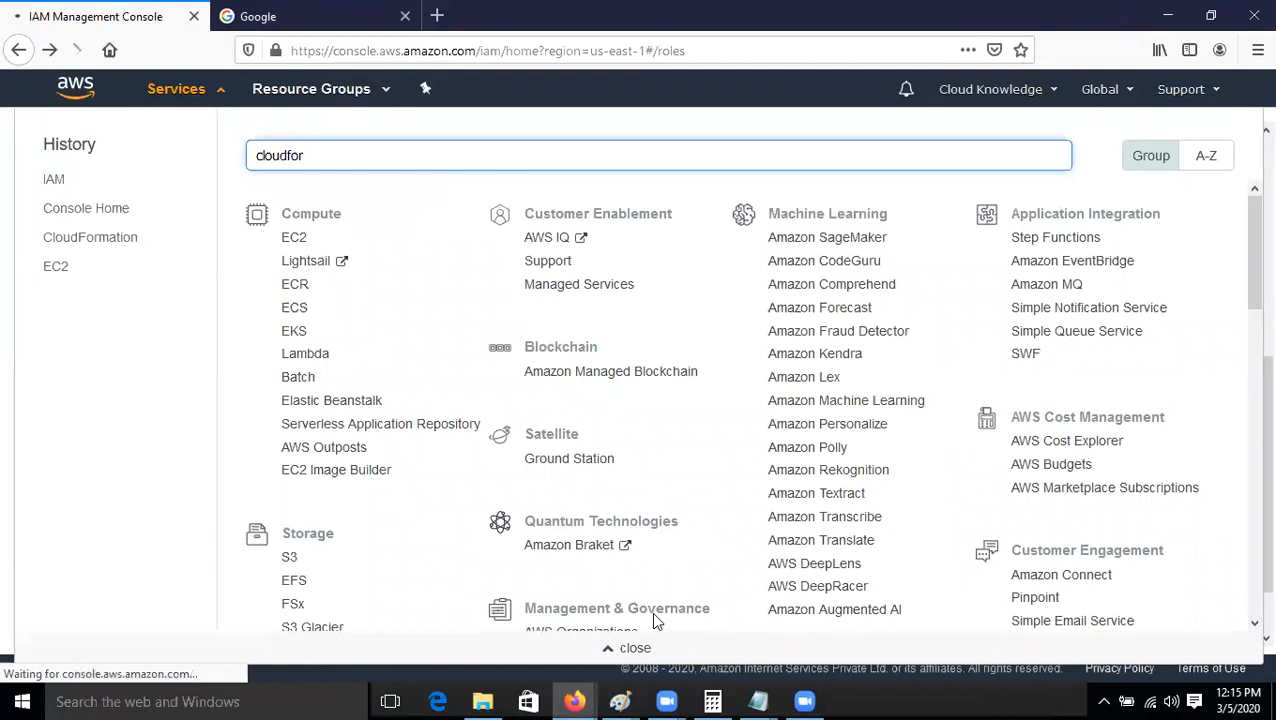 IAM Management Console
Google
https://console.aws.amazon.com/iam/home?region=us-east-1#/roles
aws
Services
Resource Groups
Cloud Knowledge
Global
Support
History
IAM
Console Home
CloudFormation
EC2
cloudfor
Group
A-Z
Compute
EC2
Lightsail
ECR
ECS
EKS
Lambda
Batch
Elastic Beanstalk
Serverless Application Repository
AWS Outposts
EC2 Image Builder
Storage
S3
EFS
FSx
S3 Glacier
Customer Enablement
AWS IQ
Support
Managed Services
Blockchain
Amazon Managed Blockchain
Satellite
Ground Station
Quantum Technologies
Amazon Braket
Management & Governance
AWS Organizations
Machine Learning
Amazon SageMaker
Amazon CodeGuru
Amazon Comprehend
Amazon Forecast
Amazon Fraud Detector
Amazon Kendra
Amazon Lex
Amazon Machine Learning
Amazon Personalize
Amazon Polly
Amazon Rekognition
Amazon Textract
Amazon Transcribe
Amazon Translate
AWS DeepLens
AWS DeepRacer
Amazon Augmented AI
Application Integration
Step Functions
Amazon EventBridge
Amazon MQ
Simple Notification Service
Simple Queue Service
SWF
AWS Cost Management
AWS Cost Explorer
AWS Budgets
AWS Marketplace Subscriptions
Customer Engagement
Amazon Connect
Pinpoint
Simple Email Service
close
Waiting for console.aws.amazon.com/...
© 2008 - 2020, Amazon Internet Services Private Ltd. or its affiliates. All rights reserved.
Privacy Policy
Terms of Use
Search the web and Windows
12:15 PM
3/5/2020